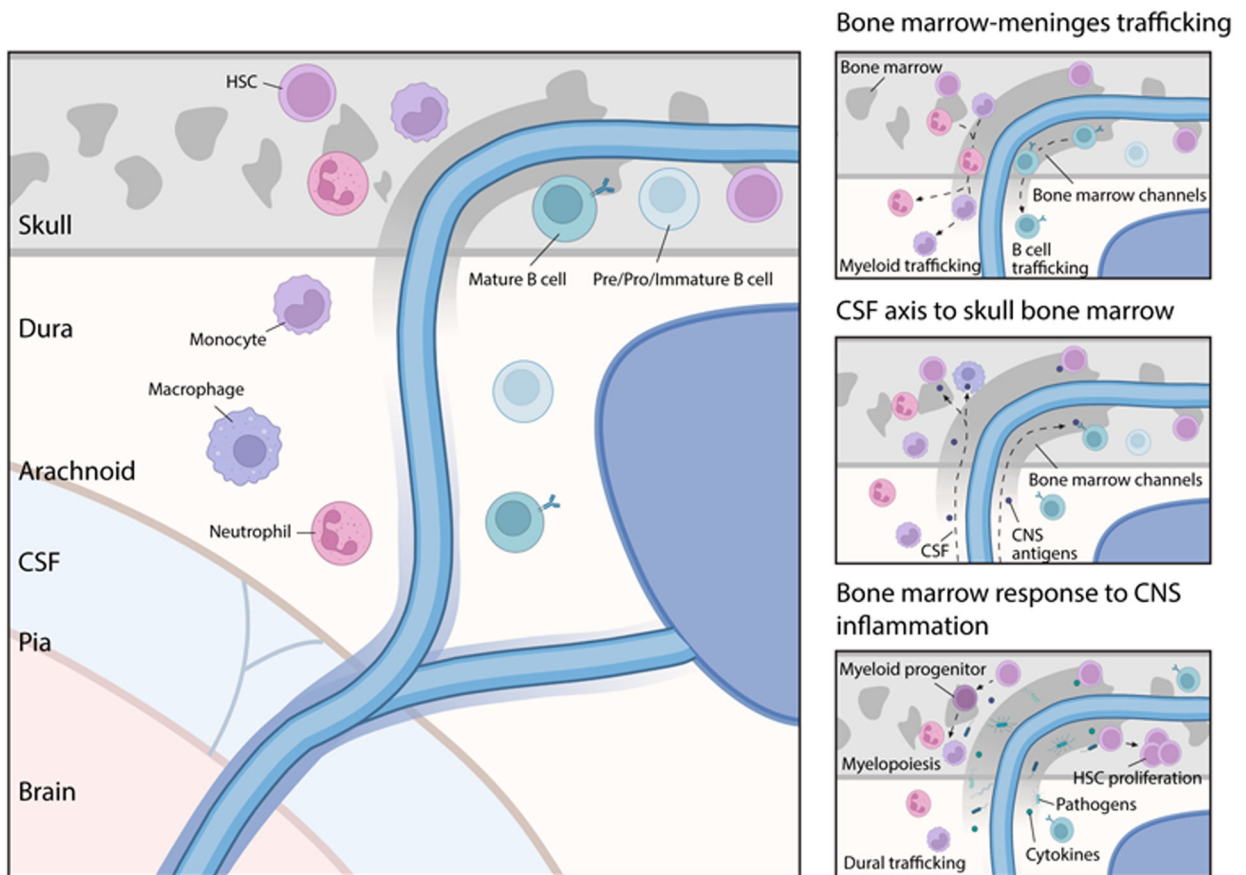 HSC
Skull
Mature B cell
Pre/Pro/Immature B cell
Dura
Monocyte
Macrophage
Arachnoid
Neutrophil
CSF
Pia
Brain
Bone marrow-meninges trafficking
Bone marrow
Bone marrow channels
Myeloid trafficking
B cell
trafficking
CSF axis to skull bone marrow
Bone marrow channels
CSF
CNS
antigens
Bone marrow response to CNS
inflammation
Myeloid progenitor
Myelopoiesis
HSC proliferation
Pathogens
Dural trafficking
Cytokines